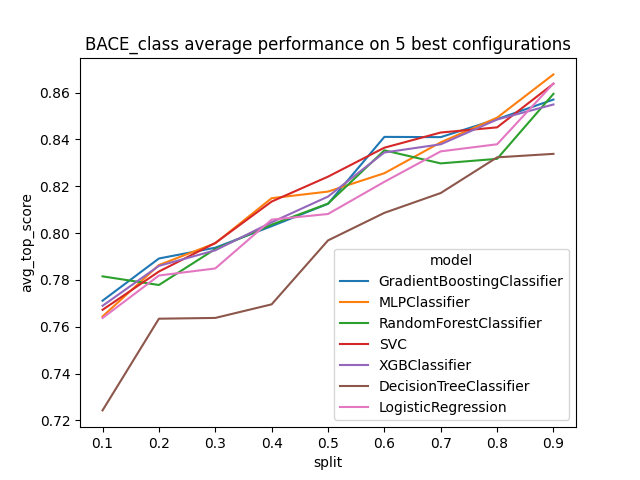 BACE_class average performance on 5 best configurations
avg_top_score
0.86
0.84
0.82
0.80
0.78
0.76
0.74
0.72
model
GradientBoostingClassifier
MLPClassifier
RandomForestClassifier
SVC
XGBClassifier
DecisionTreeClassifier
LogisticRegression
0.1 0.2 0.3 0.4 0.5 0.6 0.7 0.8 0.9
split